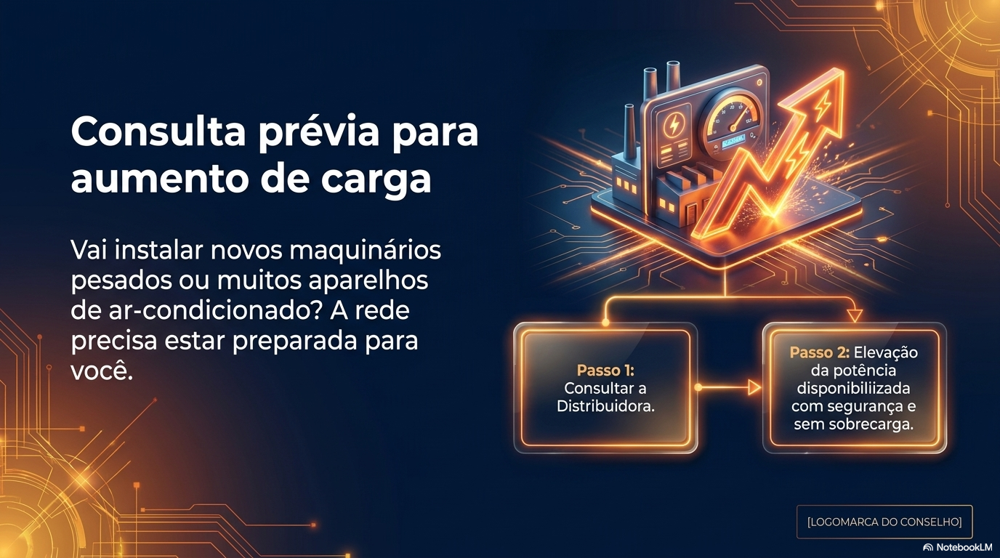 Consulta prévia para
aumento de carga
Vai instalar novos maquinários
pesados ou muitos aparelhos
de ar-condicionado? A rede
precisa estar preparada para
você.
Passo 1:
Consultar a
Distribuidora.
Passo 2: Elevação
da potência
disponibiliizada
com segurança e
sem sobrecarga.
[LOGOMARCA DO CONSELHO]
NotebookLM